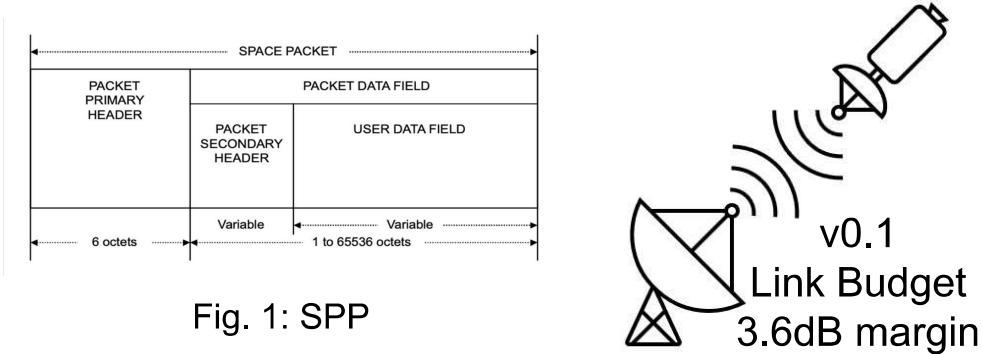 SPACE PACKET
PACKET
PRIMARY
HEADER
PACKET DATA FIELD
PACKET
SECONDARY
HEADER
USER DATA FIELD
Variable
Variable
6 octets
1 to 65536 octets
Fig. 1: SPP
v0.1
Link Budget
3.6dB margin